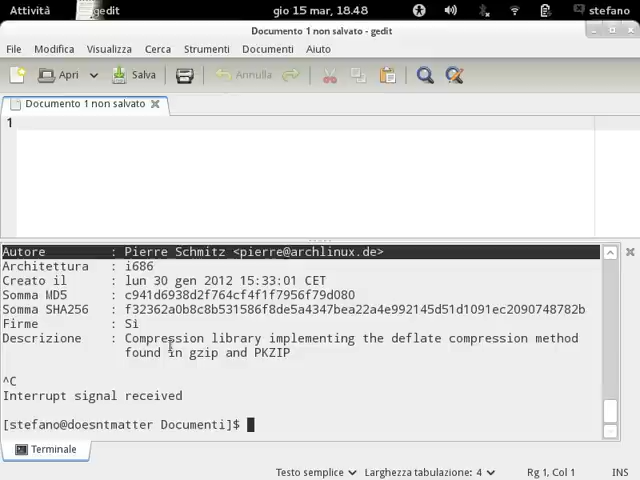 Attività gedit gio 15 mar, 18.48 stefano
Documento 1 non salvato - gedit
File Modifica Visualizza Cerca Strumenti Documenti Aiuto
Apri Salva Annulla
Documento 1 non salvato
1
Autore : Pierre Schmitz <pierre@archlinux.de>
Architettura : i686
Creato il : lun 30 gen 2012 15:33:01 CET
Somma MD5 : c941d6938d2f764cf4f1f7956f79d080
Somma SHA256 : f32362a0b8c8b531586f8de5a4347bea22a4e992145d51d1091ec2090748782b
Firme : Sì
Descrizione : Compression library implementing the deflate compression method
found in gzip and PKZIP
^C
Interrupt signal received
[stefano@doesntmatter Documenti]$
Terminale
Testo semplice Larghezza tabulazione: 4 Rg 1, Col 1 INS